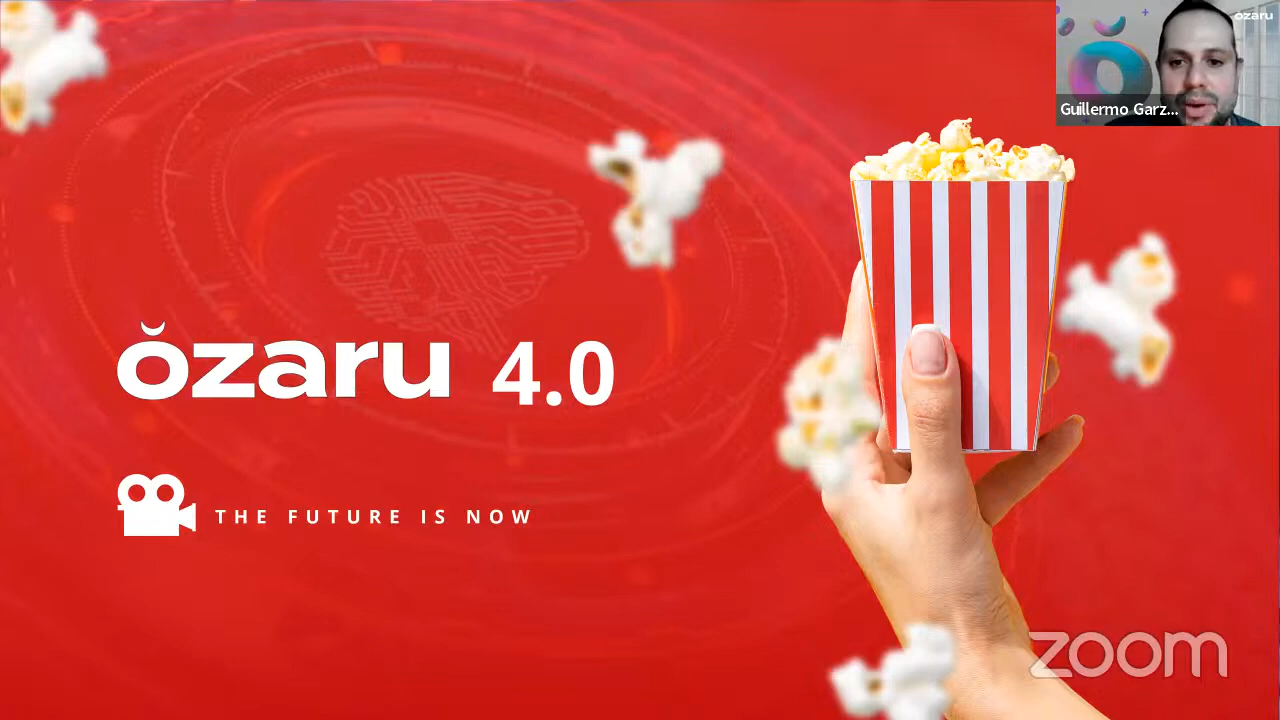 ozaru
Guillermo Garz...
ŏzaru 4.0
THE FUTURE IS NOW
zoom